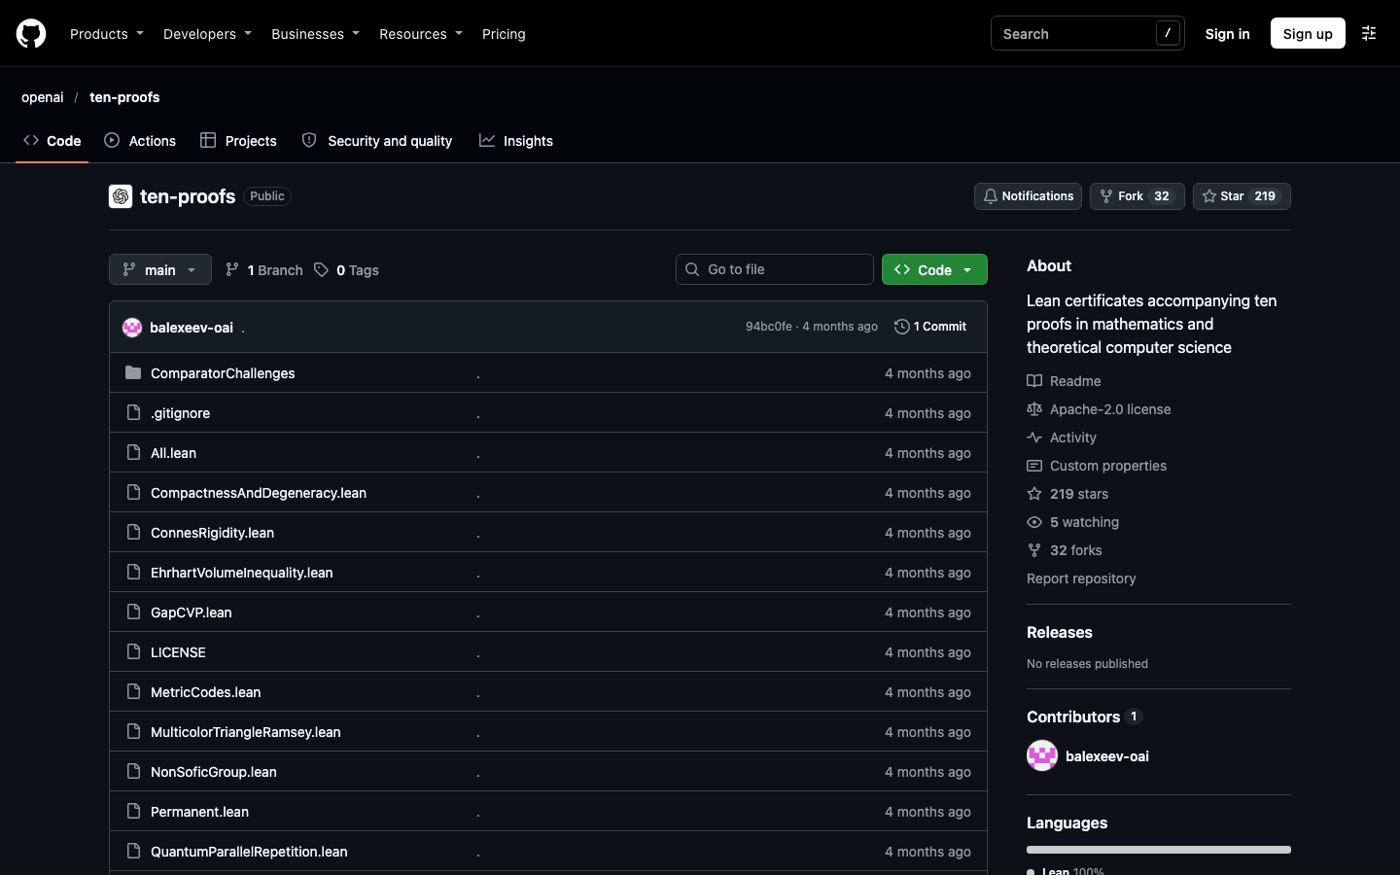 Products Developers Businesses Resources Pricing Search / Sign in Sign up
openai / ten-proofs
Code Actions Projects Security and quality Insights
ten-proofs Public Notifications Fork 32 Star 219
main 1 Branch 0 Tags Go to file Code
balexeev-oai . 94bc0fe · 4 months ago 1 Commit
ComparatorChallenges . 4 months ago
.gitignore . 4 months ago
All.lean . 4 months ago
CompactnessAndDegeneracy.lean . 4 months ago
ConnesRigidity.lean . 4 months ago
EhrhartVolumeInequality.lean . 4 months ago
GapCVP.lean . 4 months ago
LICENSE . 4 months ago
MetricCodes.lean . 4 months ago
MulticolorTriangleRamsey.lean . 4 months ago
NonSoficGroup.lean . 4 months ago
Permanent.lean . 4 months ago
QuantumParallelRepetition.lean . 4 months ago
About
Lean certificates accompanying ten
proofs in mathematics and
theoretical computer science
Readme
Apache-2.0 license
Activity
Custom properties
219 stars
5 watching
32 forks
Report repository
Releases
No releases published
Contributors 1
balexeev-oai
Languages
Lean 100%